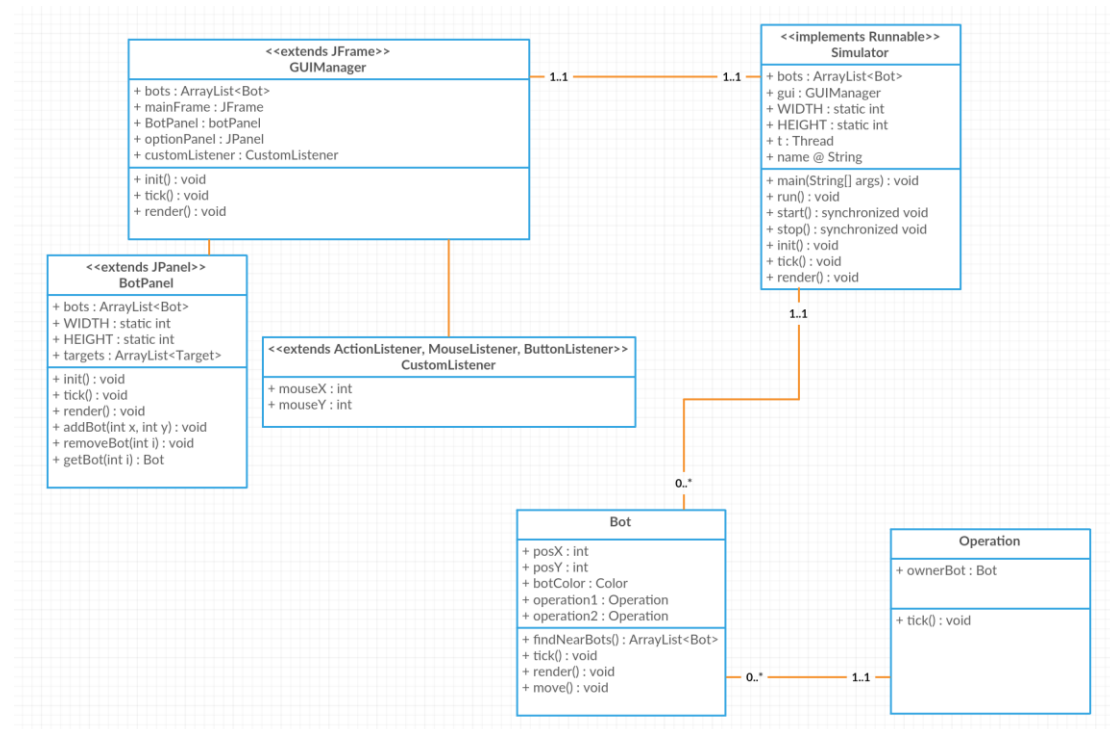 <<extends JFrame>>
GUIManager
+ bots : ArrayList<Bot>
+ mainFrame : JFrame
+ BotPanel : botPanel
+ optionPanel : JPanel
+ customListener : CustomListener
+ init() : void
+ tick() : void
+ render() : void
1..1
1..1
<<implements Runnable>>
Simulator
+ bots : ArrayList<Bot>
+ gui : GUIManager
+ WIDTH : static int
+ HEIGHT : static int
+ t : Thread
+ name @ String
+ main(String[] args) : void
+ run() : void
+ start() : synchronized void
+ stop() : synchronized void
+ init() : void
+ tick() : void
+ render() : void
<<extends JPanel>>
BotPanel
+ bots : ArrayList<Bot>
+ WIDTH : static int
+ HEIGHT : static int
+ targets : ArrayList<Target>
+ init() : void
+ tick() : void
+ render() : void
+ addBot(int x, int y) : void
+ removeBot(int i) : void
+ getBot(int i) : Bot
<<extends ActionListener, MouseListener, ButtonListener>>
CustomListener
+ mouseX : int
+ mouseY : int
1..1
0..*
Bot
+ posX : int
+ posY : int
+ botColor : Color
+ operation1 : Operation
+ operation2 : Operation
+ findNearBots() : ArrayList<Bot>
+ tick() : void
+ render() : void
+ move() : void
0..*
1..1
Operation
+ ownerBot : Bot
+ tick() : void